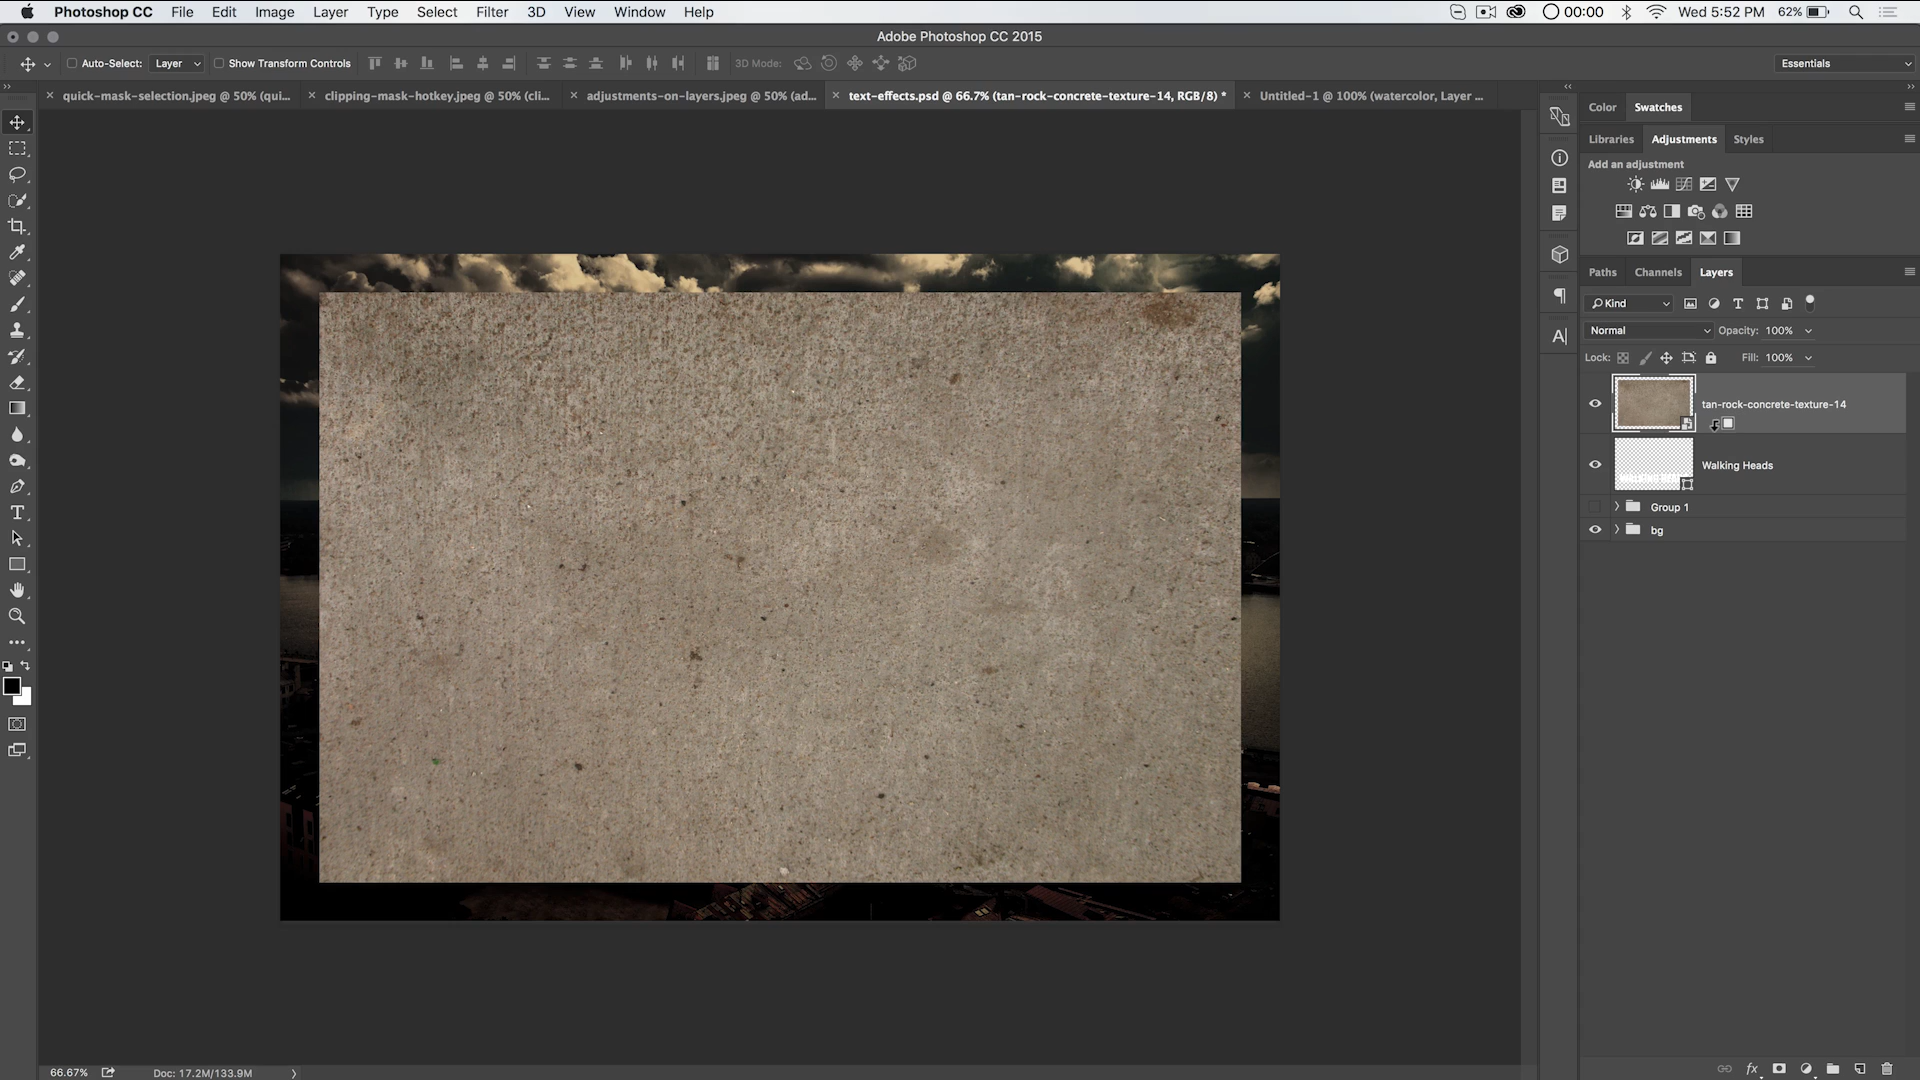 Photoshop CC File Edit Image Layer Type Select Filter 3D View Window Help 00:00 Wed 5:52 PM 62%
Adobe Photoshop CC 2015
Auto-Select: Layer Show Transform Controls 3D Mode: Essentials
quick-mask-selection.jpeg @ 50% (qui... clipping-mask-hotkey.jpeg @ 50% (cli... adjustments-on-layers.jpeg @ 50% (ad... text-effects.psd @ 66.7% (tan-rock-concrete-texture-14, RGB/8) * Untitled-1 @ 100% (watercolor, Layer ...
Color Swatches
Libraries Adjustments Styles
Add an adjustment
Paths Channels Layers
Kind
Normal Opacity: 100%
Lock: Fill: 100%
tan-rock-concrete-texture-14
Walking Heads
Group 1
bg
66.67% Doc: 17.2M/133.9M